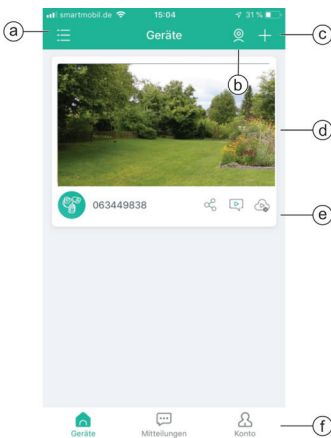 smartmobil.de 15:04 31 %
Geräte
a
b
c
d
063449838
e
Geräte Mitteilungen Konto
f